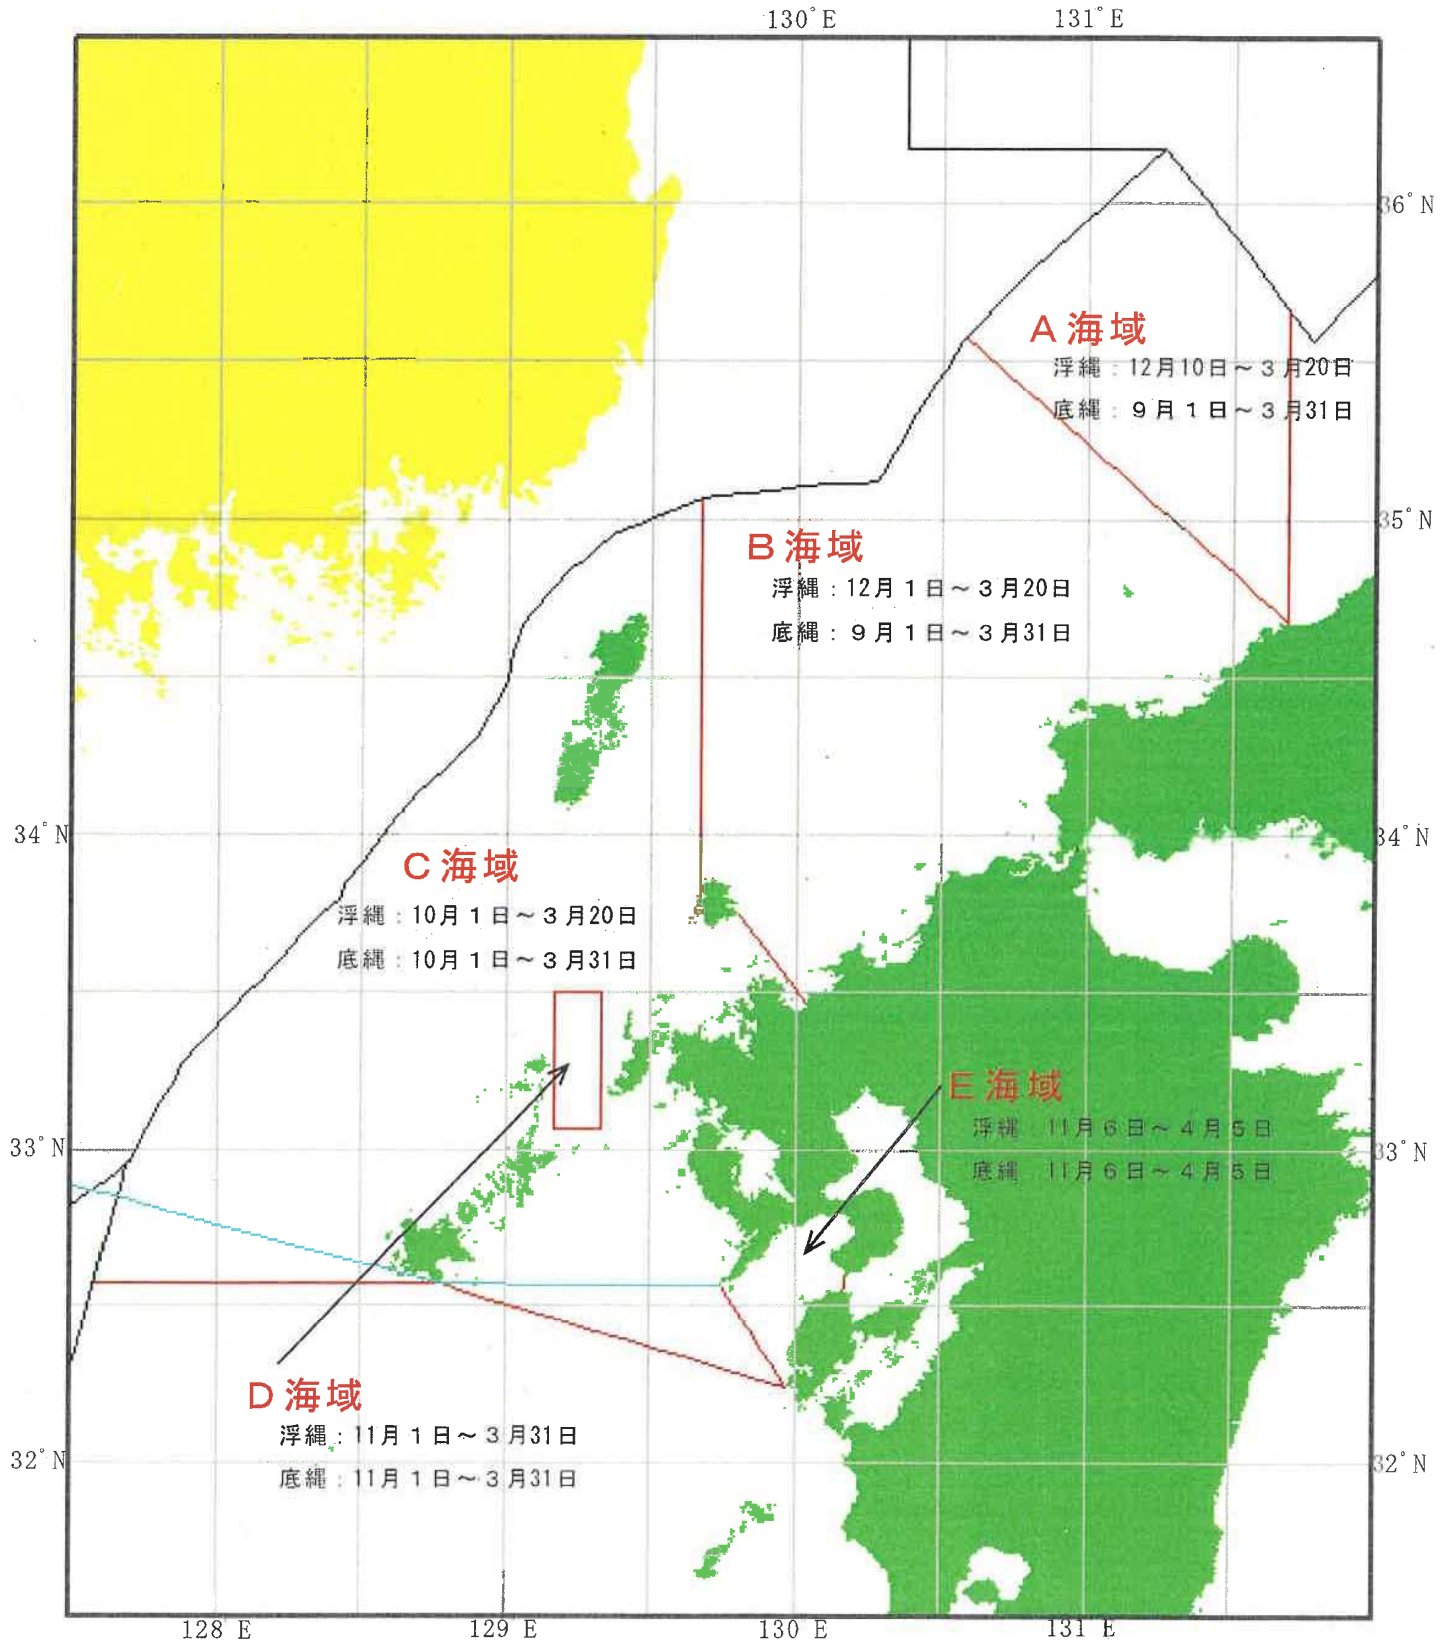 130°E
131°E
36°N
A 海域
浮縄：12月10日～３月20日
底縄：９月１日～３月31日
35°N
B 海域
浮縄：12月１日～３月20日
底縄：９月１日～３月31日
34°N
34°N
C 海域
浮縄：10月１日～３月20日
底縄：10月１日～３月31日
E 海域
浮縄 11月６日～４月５日
底縄 11月６日～４月５日
33°N
33°N
D 海域
浮縄：11月１日～３月31日
底縄：11月１日～３月31日
32°N
32°N
128°E
129°E
130°E
131°E